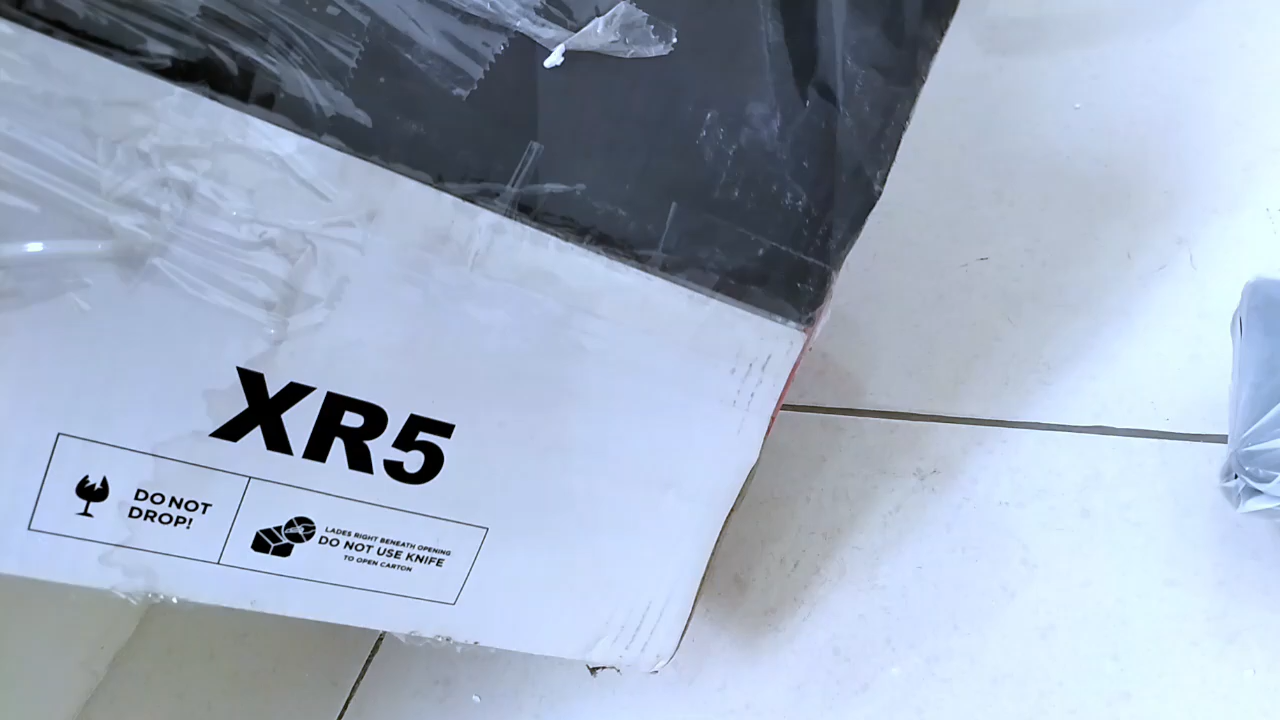 XR5
DO NOT
DROP!
LADES RIGHT BENEATH OPENING
DO NOT USE KNIFE
TO OPEN CARTON